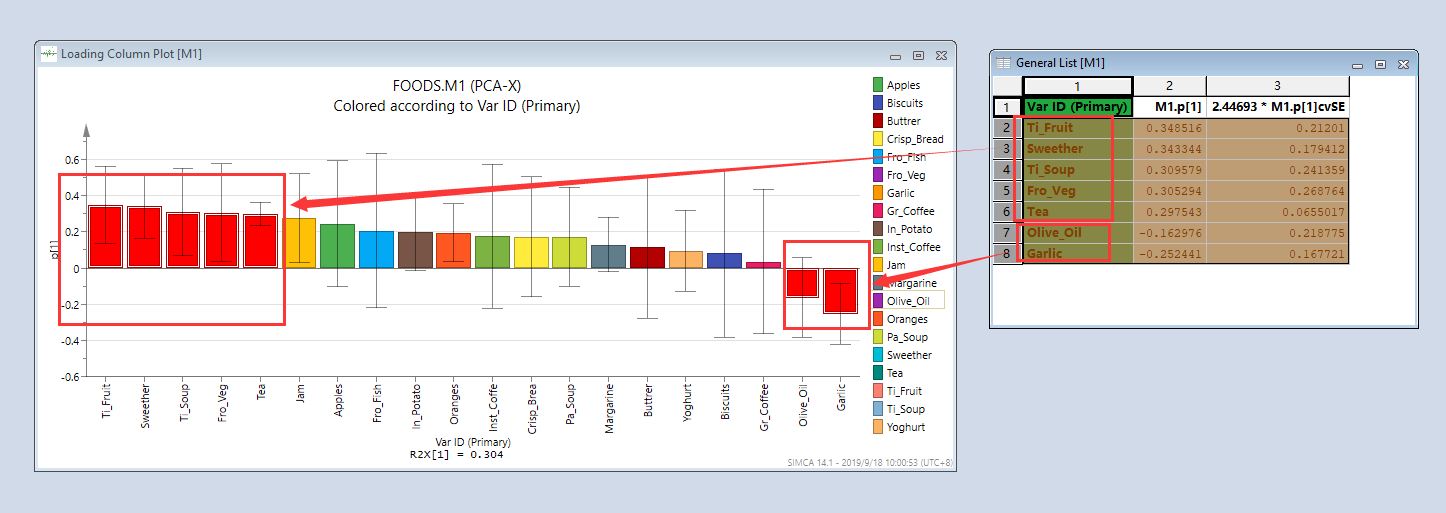 Loading Column Plot [M1]
FOODS.M1 (PCA-X)
Colored according to Var ID (Primary)
p[1]
0.6
0.4
0.2
0
-0.2
-0.4
-0.6
Ti_Fruit
Sweether
Ti_Soup
Fro_Veg
Tea
Jam
Apples
Fro_Fish
In_Potato
Oranges
Inst_Coffe
Crisp_Brea
Pa_Soup
Margarine
Buttrer
Yoghurt
Biscuits
Gr_Coffee
Olive_Oil
Garlic
Var ID (Primary)
R2X[1] = 0.304
SIMCA 14.1 - 2019/9/18 10:00:53 (UTC+8)
Apples
Biscuits
Buttrer
Crisp_Bread
Fro_Fish
Fro_Veg
Garlic
Gr_Coffee
In_Potato
Inst_Coffee
Jam
Margarine
Olive_Oil
Oranges
Pa_Soup
Sweether
Tea
Ti_Fruit
Ti_Soup
Yoghurt
General List [M1]
1 2 3
1 Var ID (Primary) M1.p[1] 2.44693 * M1.p[1]cvSE
2 Ti_Fruit 0.348516 0.21201
3 Sweether 0.343344 0.179412
4 Ti_Soup 0.309579 0.241359
5 Fro_Veg 0.305294 0.268764
6 Tea 0.297543 0.0655017
7 Olive_Oil -0.162976 0.218775
8 Garlic -0.252441 0.167721